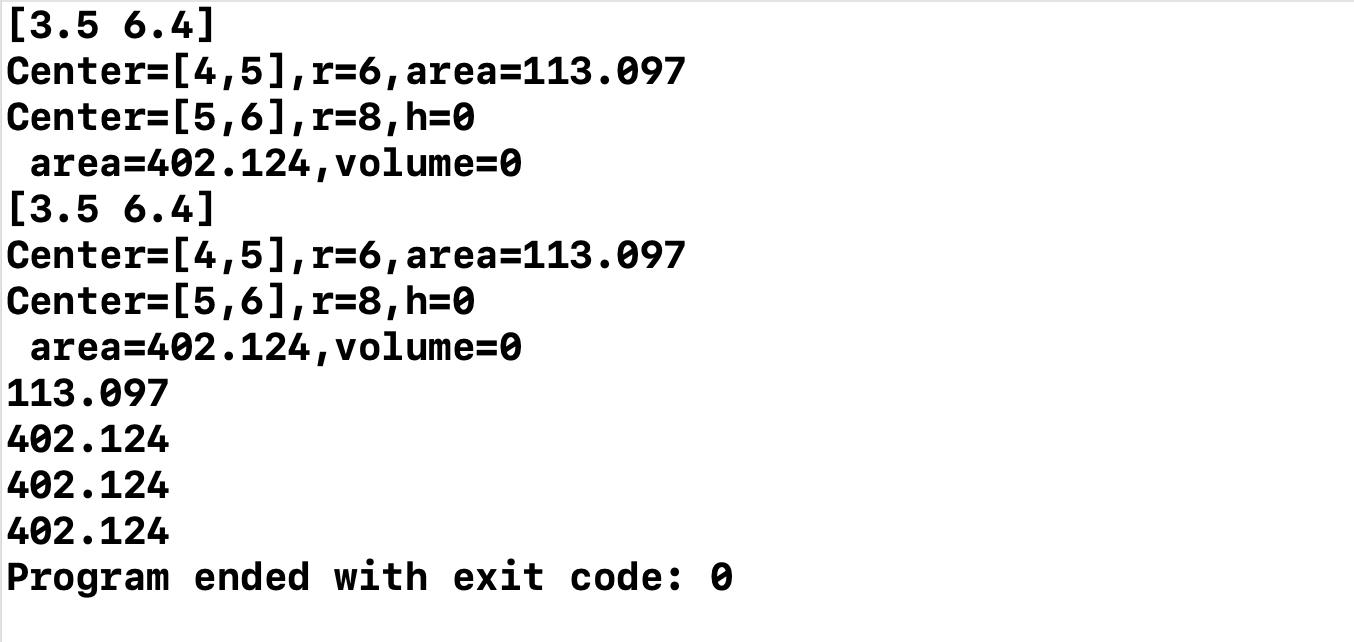 [3.5 6.4]
Center=[4,5],r=6,area=113.097
Center=[5,6],r=8,h=0
 area=402.124,volume=0
[3.5 6.4]
Center=[4,5],r=6,area=113.097
Center=[5,6],r=8,h=0
 area=402.124,volume=0
113.097
402.124
402.124
402.124
Program ended with exit code: 0